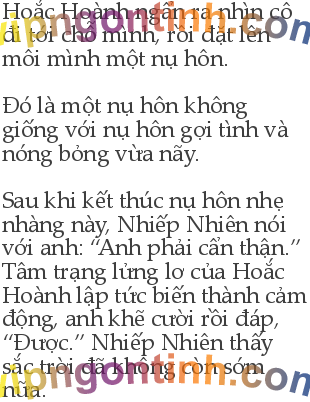 Hoắc Hoành ngẩn ra nhìn cô
đi tới chỗ mình, rồi đặt lên
môi mình một nụ hôn.
Đó là một nụ hôn không
giống với nụ hôn gợi tình và
nóng bỏng vừa nãy.
Sau khi kết thúc nụ hôn nhẹ
nhàng này, Nhiếp Nhiên nói
với anh: “Anh phải cẩn thận.”
Tâm trạng lửng lơ của Hoắc
Hoành lập tức biến thành cảm
động, anh khẽ cười rồi đáp,
“Được.” Nhiếp Nhiên thấy
sắc trời đã không còn sớm
nữa.
vipngontinh.com
vipngontinh.com